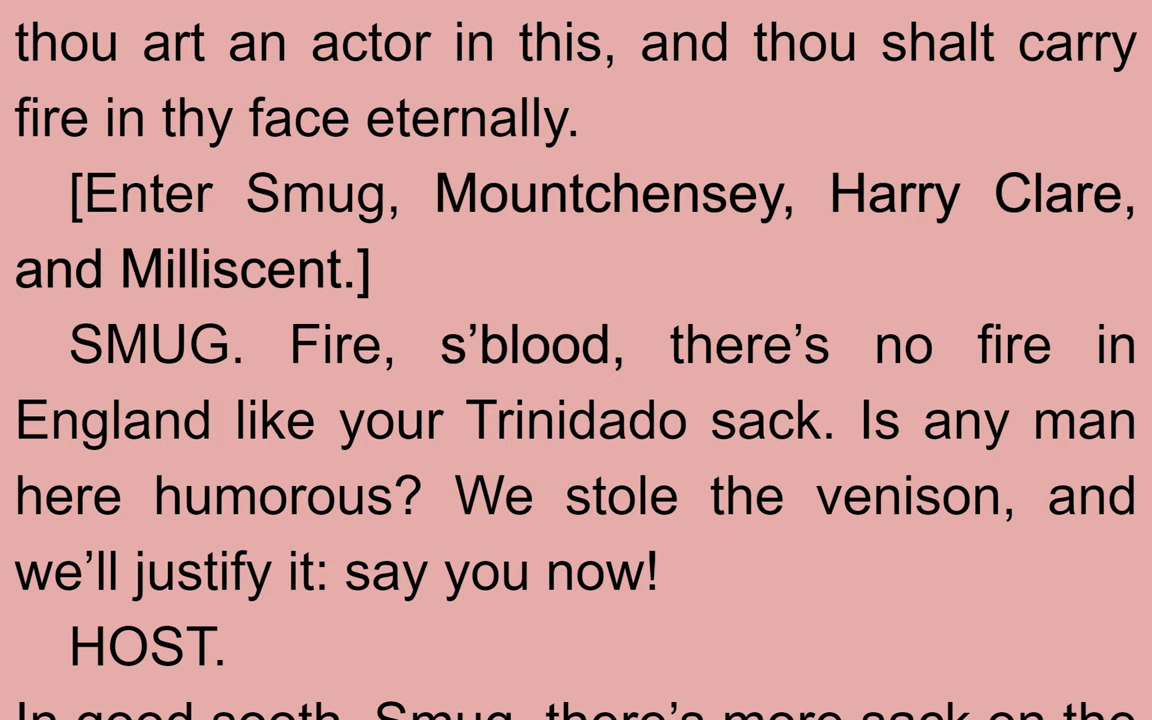 thou art an actor in this, and thou shalt carry
fire in thy face eternally.
[Enter Smug, Mountchensey, Harry Clare,
and Milliscent.]
SMUG. Fire, s’blood, there’s no fire in
England like your Trinidado sack. Is any man
here humorous? We stole the venison, and
we’ll justify it: say you now!
HOST.
In good sooth, Smug, there’s more sack on the